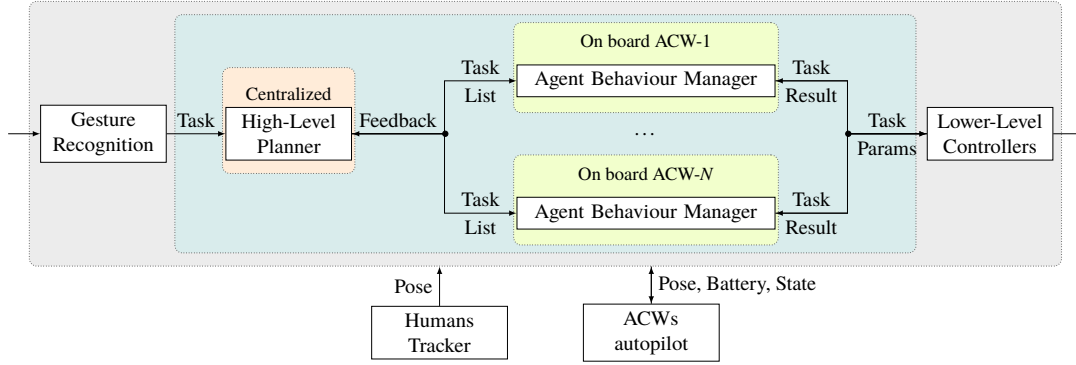 On board ACW-1
Agent Behaviour Manager
Task
List
Task
Result
Centralized
High-Level
Planner
Gesture
Recognition
Task
Feedback
...
Task
Params
Lower-Level
Controllers
On board ACW-N
Agent Behaviour Manager
Task
List
Task
Result
Pose
Humans
Tracker
Pose, Battery, State
ACWs
autopilot